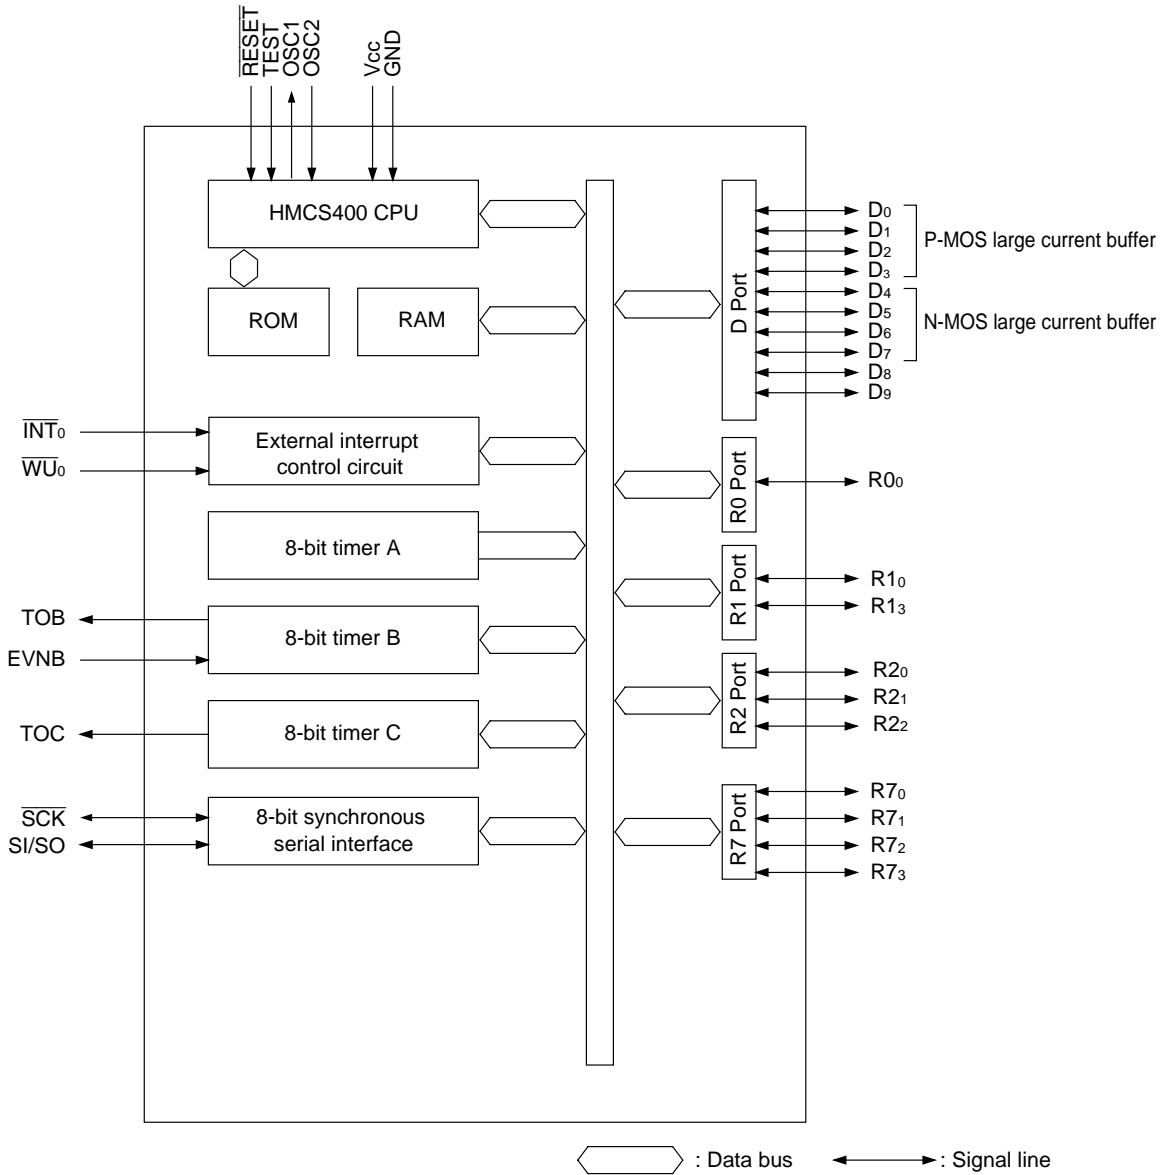 RESET
TEST
OSC1
OSC2
Vcc
GND
HMCS400 CPU
ROM
RAM
External interrupt
control circuit
8-bit timer A
8-bit timer B
8-bit timer C
8-bit synchronous
serial interface
INT0
WU0
TOB
EVNB
TOC
SCK
SI/SO
D Port
D0
D1
D2
D3
D4
D5
D6
D7
D8
D9
P-MOS large current buffer
N-MOS large current buffer
R0 Port
R00
R1 Port
R10
R13
R2 Port
R20
R21
R22
R7 Port
R70
R71
R72
R73
: Data bus
: Signal line